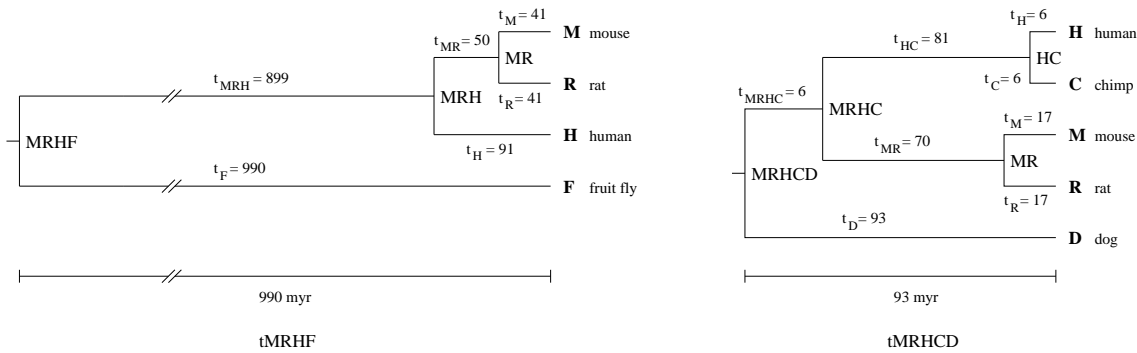 t_M = 41
t_MR = 50
M mouse
MR
t_MRH = 899
R rat
t_R = 41
MRH
MRHF
H human
t_H = 91
t_F = 990
F fruit fly
990 myr
tMRHF
t_H = 6
t_HC = 81
H human
HC
t_C = 6
C chimp
t_MRHC = 6
MRHC
t_M = 17
M mouse
t_MR = 70
MR
MRHCD
R rat
t_R = 17
t_D = 93
D dog
93 myr
tMRHCD